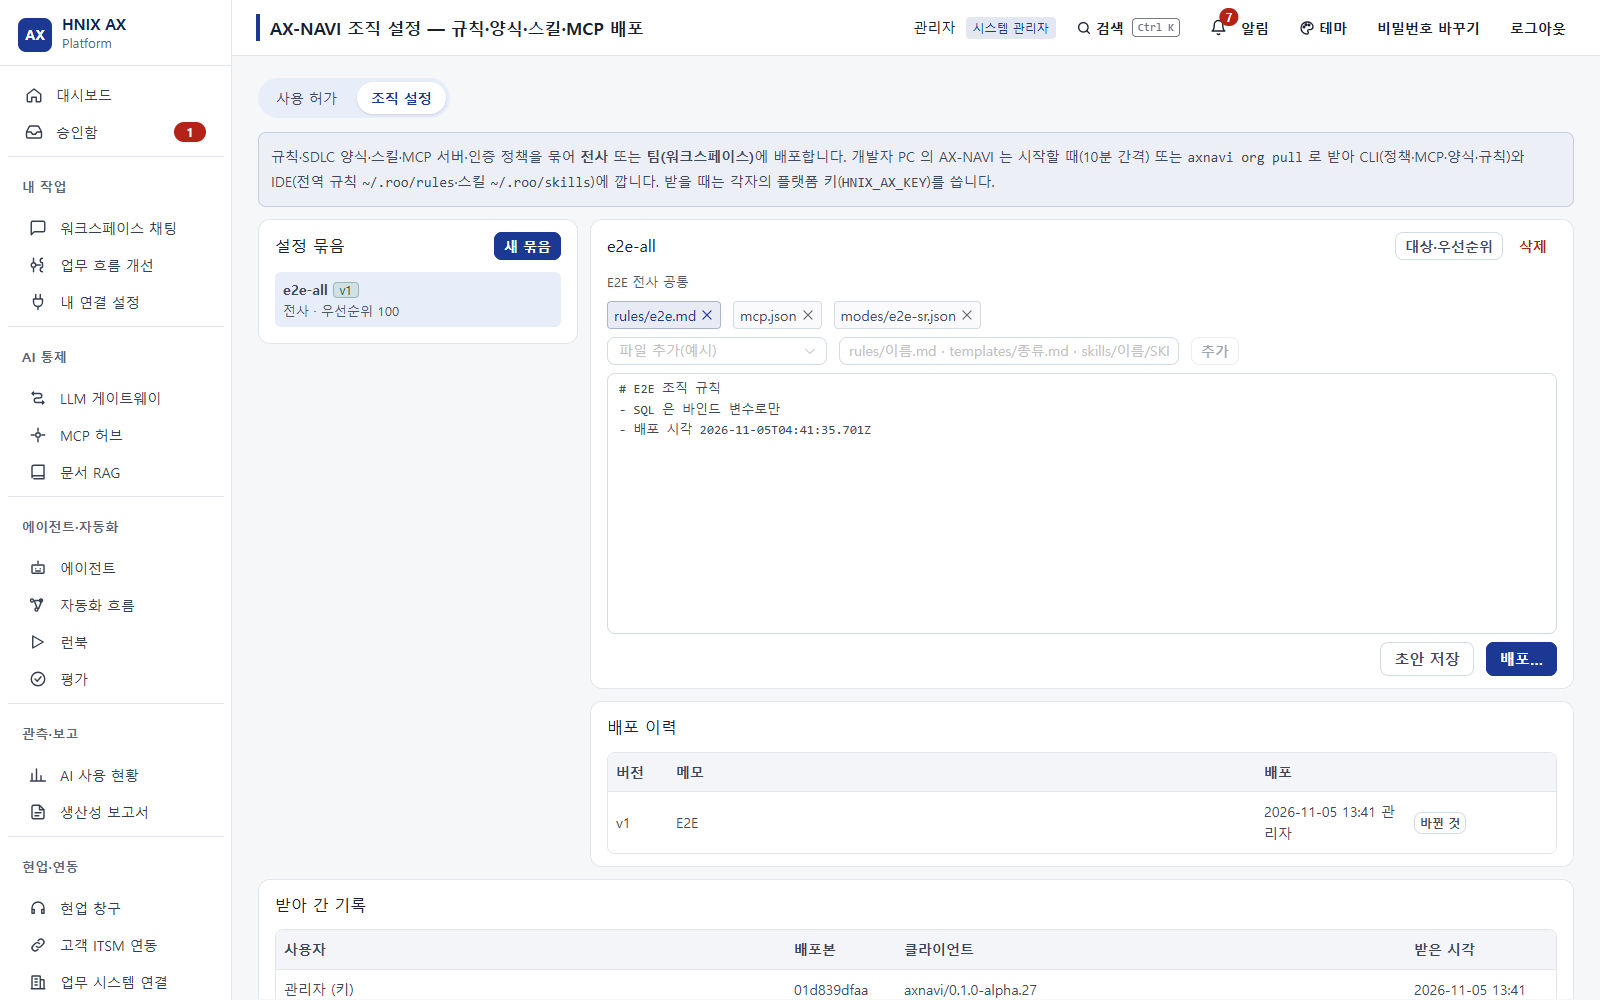 AX
HNIX AX
Platform
대시보드
승인함
1
내 작업
워크스페이스 채팅
업무 흐름 개선
내 연결 설정
AI 통제
LLM 게이트웨이
MCP 허브
문서 RAG
에이전트·자동화
에이전트
자동화 흐름
런북
평가
관측·보고
AI 사용 현황
생산성 보고서
현업·연동
현업 창구
고객 ITSM 연동
업무 시스템 연결
AX-NAVI 조직 설정 — 규칙·양식·스킬·MCP 배포
관리자
시스템 관리자
검색
Ctrl K
7
알림
테마
비밀번호 바꾸기
로그아웃
사용 허가
조직 설정
규칙·SDLC 양식·스킬·MCP 서버·인증 정책을 묶어 전사 또는 팀(워크스페이스)에 배포합니다. 개발자 PC 의 AX-NAVI 는 시작할 때(10분 간격) 또는 axnavi org pull 로 받아 CLI(정책·MCP·양식·규칙)와
IDE(전역 규칙 ~/.roo/rules·스킬 ~/.roo/skills)에 깝니다. 받을 때는 각자의 플랫폼 키(HNIX_AX_KEY)를 씁니다.
설정 묶음
새 묶음
e2e-all
v1
전사 · 우선순위 100
e2e-all
대상·우선순위
삭제
E2E 전사 공통
rules/e2e.md
mcp.json
modes/e2e-sr.json
파일 추가(예시)
rules/이름.md · templates/종류.md · skills/이름/SKI
추가
# E2E 조직 규칙
- SQL 은 바인드 변수로만
- 배포 시각 2026-11-05T04:41:35.701Z
초안 저장
배포...
배포 이력
버전
메모
배포
v1
E2E
2026-11-05 13:41 관
리자
바뀐 것
받아 간 기록
사용자
배포본
클라이언트
받은 시각
관리자 (키)
01d839dfaa
axnavi/0.1.0-alpha.27
2026-11-05 13:41